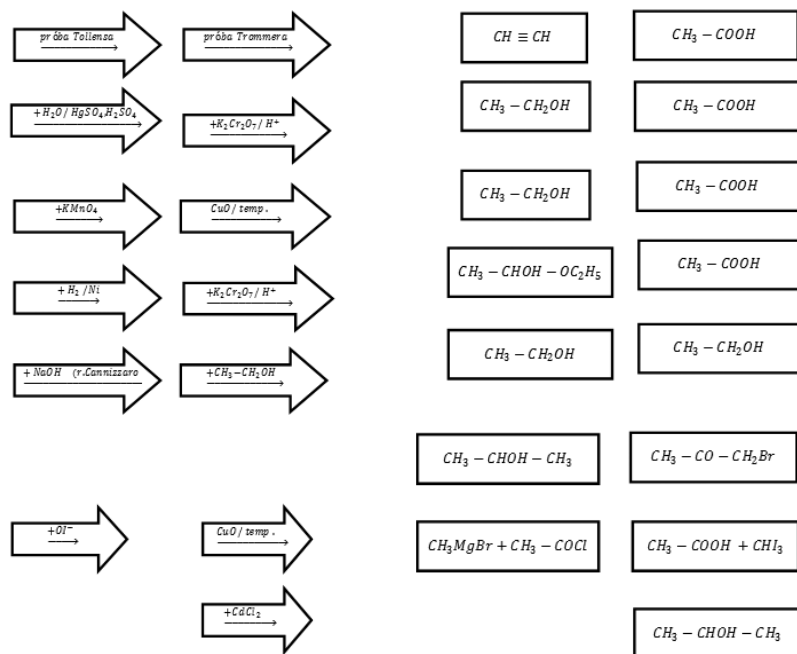 próba Tollensa
próba Trommera
CH ≡ CH
CH₃ − COOH
+H₂O/HgSO₄,H₂SO₄
+K₂Cr₂O₇/H⁺
CH₃ − CH₂OH
CH₃ − COOH
+KMnO₄
CuO/temp.
CH₃ − CH₂OH
CH₃ − COOH
+H₂/Ni
+K₂Cr₂O₇/H⁺
CH₃ − CHOH − OC₂H₅
CH₃ − COOH
+NaOH (r.Cannizzaro
+CH₃−CH₂OH
CH₃ − CH₂OH
CH₃ − CH₂OH
CH₃ − CHOH − CH₃
CH₃ − CO − CH₂Br
+OI⁻
CuO/temp.
CH₃MgBr + CH₃ − COCl
CH₃ − COOH + CHI₃
+CdCl₂
CH₃ − CHOH − CH₃